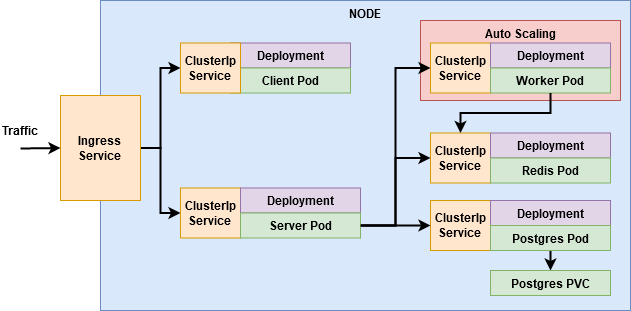 NODE
Auto Scaling
ClusterIp
Service
Deployment
Client Pod
ClusterIp
Service
Deployment
Worker Pod
Traffic
Ingress
Service
ClusterIp
Service
Deployment
Redis Pod
ClusterIp
Service
Deployment
Server Pod
ClusterIp
Service
Deployment
Postgres Pod
Postgres PVC